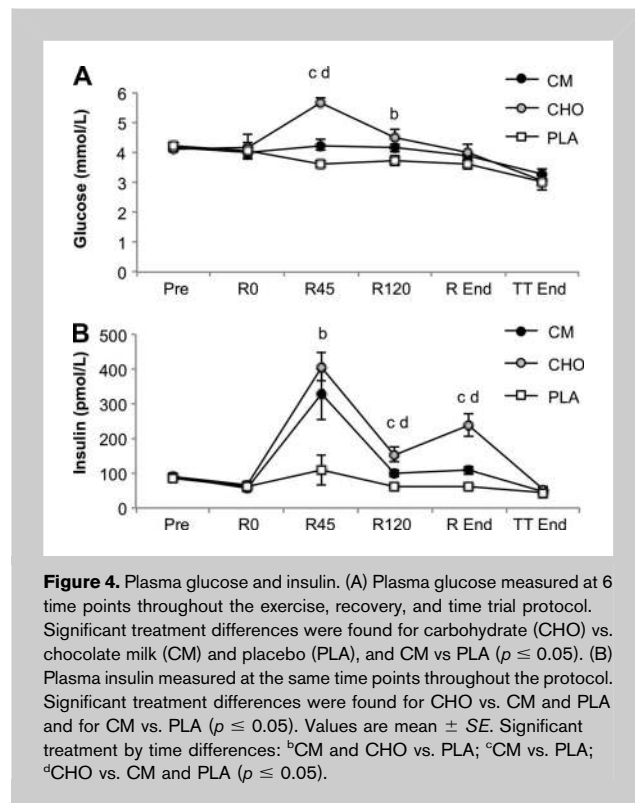 A
c d
b
CM
CHO
PLA
Glucose (mmol/L)
6
5
4
3
2
1
0
Pre R0 R45 R120 R End TT End
B
b
c d
c d
CM
CHO
PLA
Insulin (pmol/L)
500
400
300
200
100
0
Pre R0 R45 R120 R End TT End
Figure 4. Plasma glucose and insulin. (A) Plasma glucose measured at 6
time points throughout the exercise, recovery, and time trial protocol.
Significant treatment differences were found for carbohydrate (CHO) vs.
chocolate milk (CM) and placebo (PLA), and CM vs PLA (p ≤ 0.05). (B)
Plasma insulin measured at the same time points throughout the protocol.
Significant treatment differences were found for CHO vs. CM and PLA
and for CM vs. PLA (p ≤ 0.05). Values are mean ± SE. Significant
treatment by time differences: ᵇCM and CHO vs. PLA; ᶜCM vs. PLA;
ᵈCHO vs. CM and PLA (p ≤ 0.05).